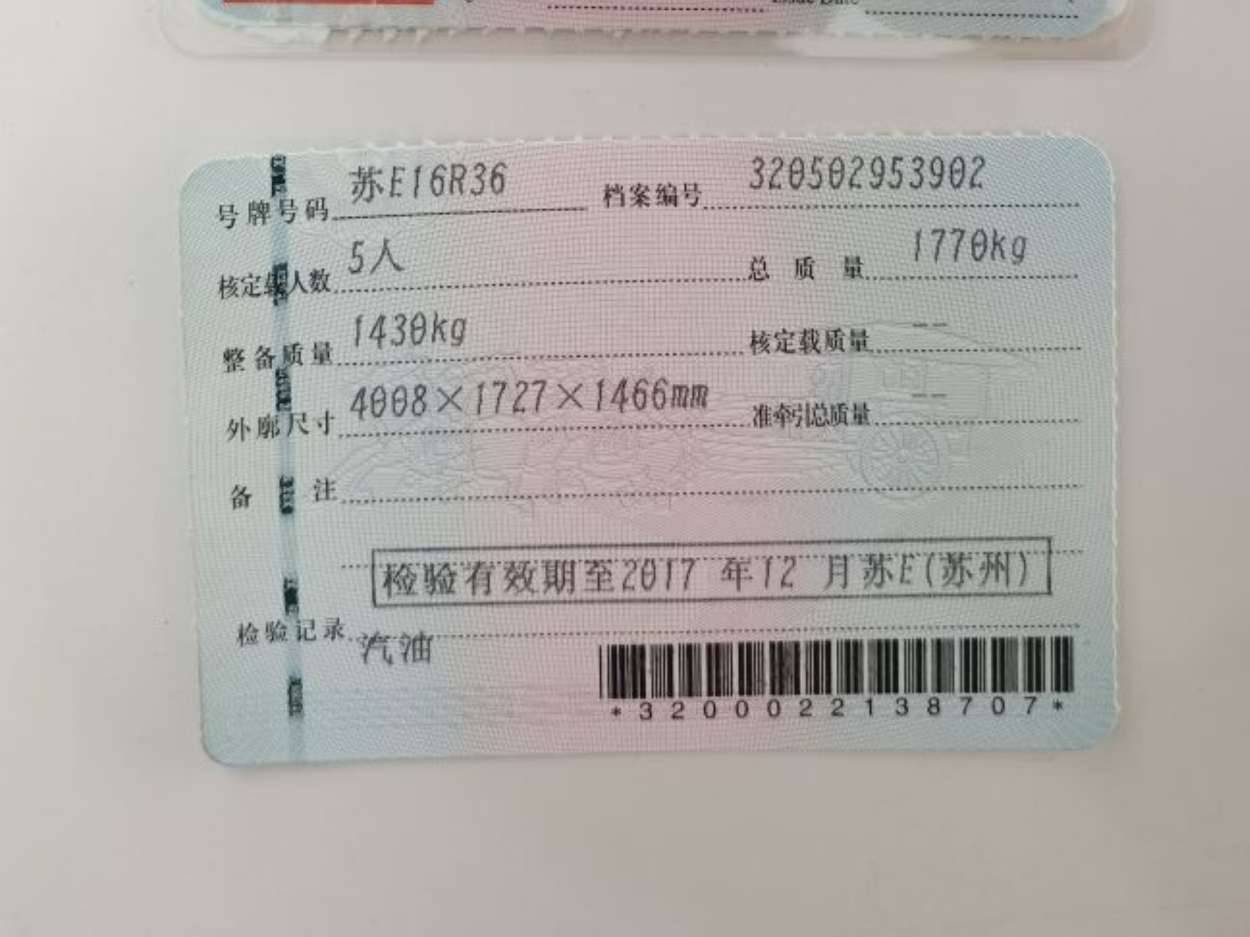 Issue Date
号牌号码 苏E16R36 档案编号 320502953902
核定载人数 5人 总质量 1770kg
整备质量 1430kg 核定载质量 --
外廓尺寸 4008×1727×1466mm 准牵引总质量 --
备注
检验有效期至2017 年12 月苏E(苏州)
检验记录
汽油
*3200022138707*